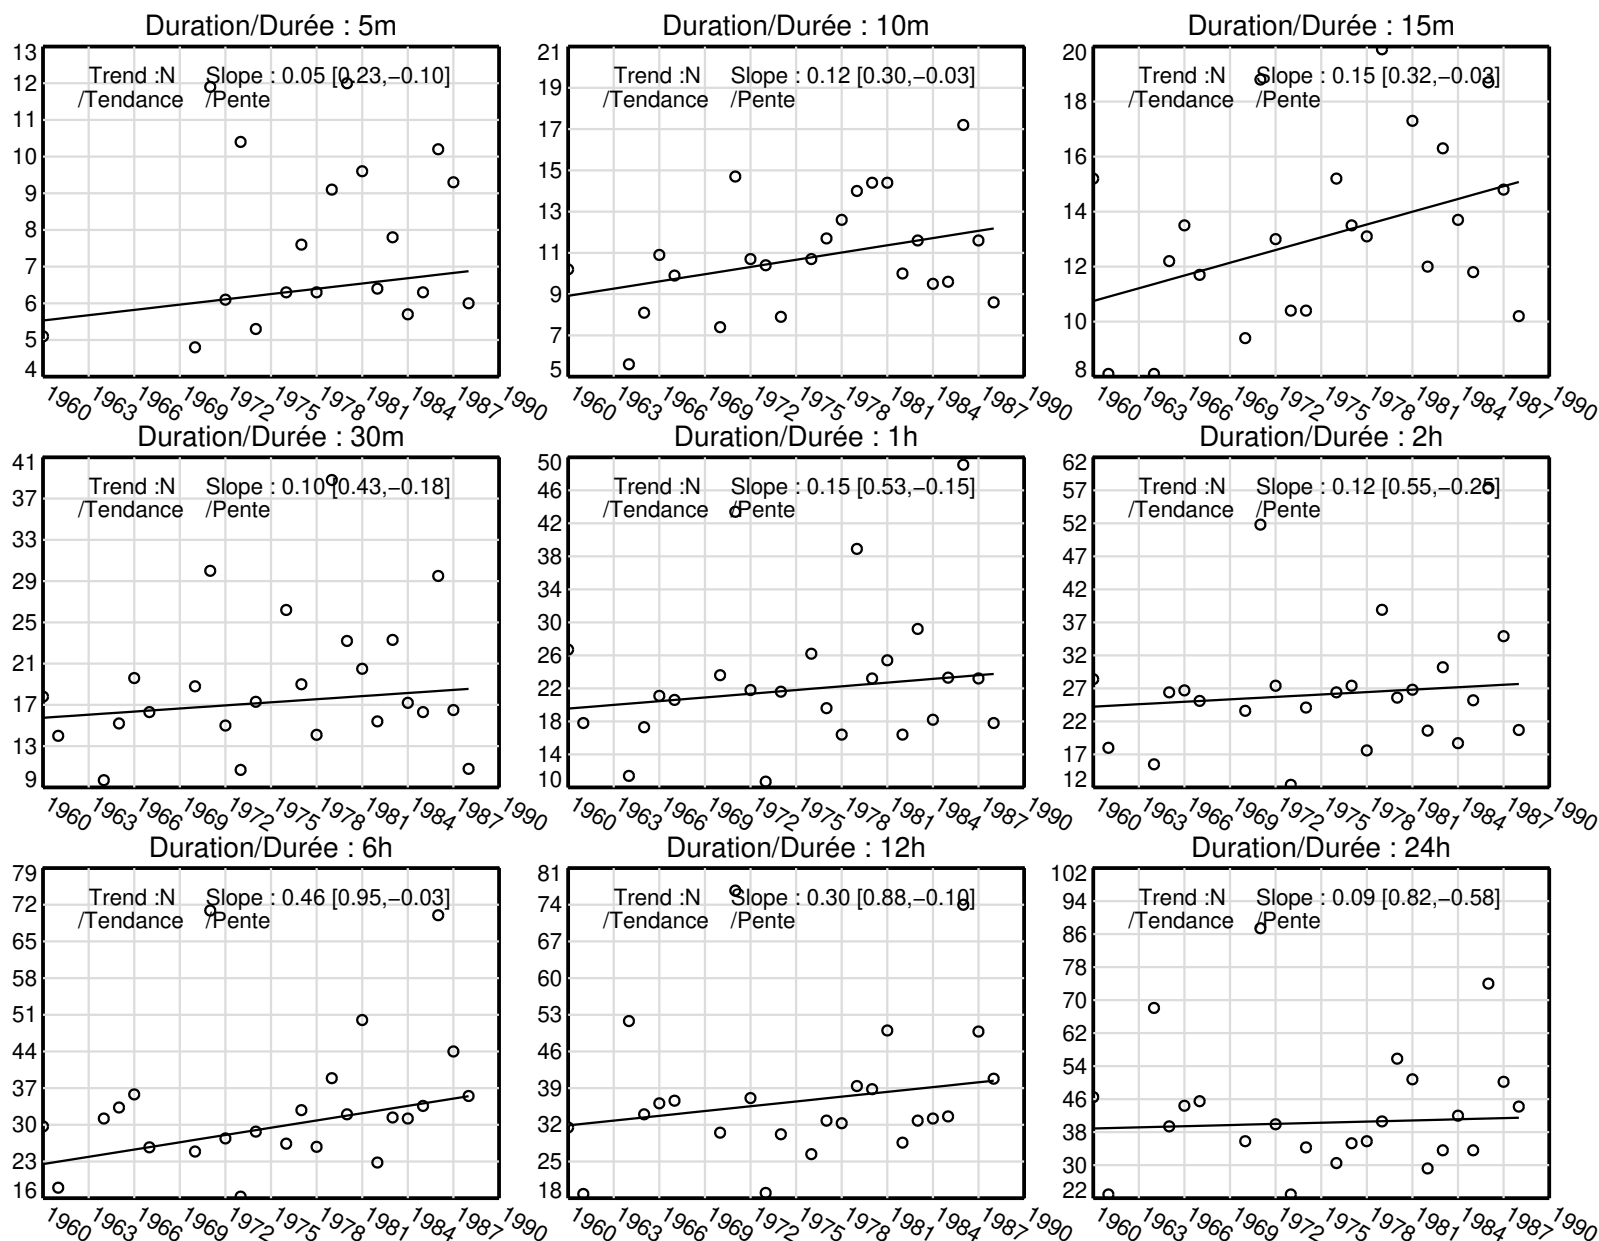 Duration/Durée : 5m
Trend :N Slope : 0.05 [0.23,−0.10]
/Tendance /Pente
13
12
11
10
9
8
7
6
5
4
1960 1963 1966 1969 1972 1975 1978 1981 1984 1987 1990
Duration/Durée : 10m
Trend :N Slope : 0.12 [0.30,−0.03]
/Tendance /Pente
21
19
17
15
13
11
9
7
5
1960 1963 1966 1969 1972 1975 1978 1981 1984 1987 1990
Duration/Durée : 15m
Trend :N Slope : 0.15 [0.32,−0.03]
/Tendance /Pente
20
18
16
14
12
10
8
1960 1963 1966 1969 1972 1975 1978 1981 1984 1987 1990
Duration/Durée : 30m
Trend :N Slope : 0.10 [0.43,−0.18]
/Tendance /Pente
41
37
33
29
25
21
17
13
9
1960 1963 1966 1969 1972 1975 1978 1981 1984 1987 1990
Duration/Durée : 1h
Trend :N Slope : 0.15 [0.53,−0.15]
/Tendance /Pente
50
46
42
38
34
30
26
22
18
14
10
1960 1963 1966 1969 1972 1975 1978 1981 1984 1987 1990
Duration/Durée : 2h
Trend :N Slope : 0.12 [0.55,−0.25]
/Tendance /Pente
62
57
52
47
42
37
32
27
22
17
12
1960 1963 1966 1969 1972 1975 1978 1981 1984 1987 1990
Duration/Durée : 6h
Trend :N Slope : 0.46 [0.95,−0.03]
/Tendance /Pente
79
72
65
58
51
44
37
30
23
16
1960 1963 1966 1969 1972 1975 1978 1981 1984 1987 1990
Duration/Durée : 12h
Trend :N Slope : 0.30 [0.88,−0.10]
/Tendance /Pente
81
74
67
60
53
46
39
32
25
18
1960 1963 1966 1969 1972 1975 1978 1981 1984 1987 1990
Duration/Durée : 24h
Trend :N Slope : 0.09 [0.82,−0.58]
/Tendance /Pente
102
94
86
78
70
62
54
46
38
30
22
1960 1963 1966 1969 1972 1975 1978 1981 1984 1987 1990